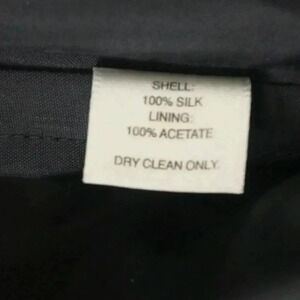 SHELL:
100% SILK
LINING:
100% ACETATE
DRY CLEAN ONLY.